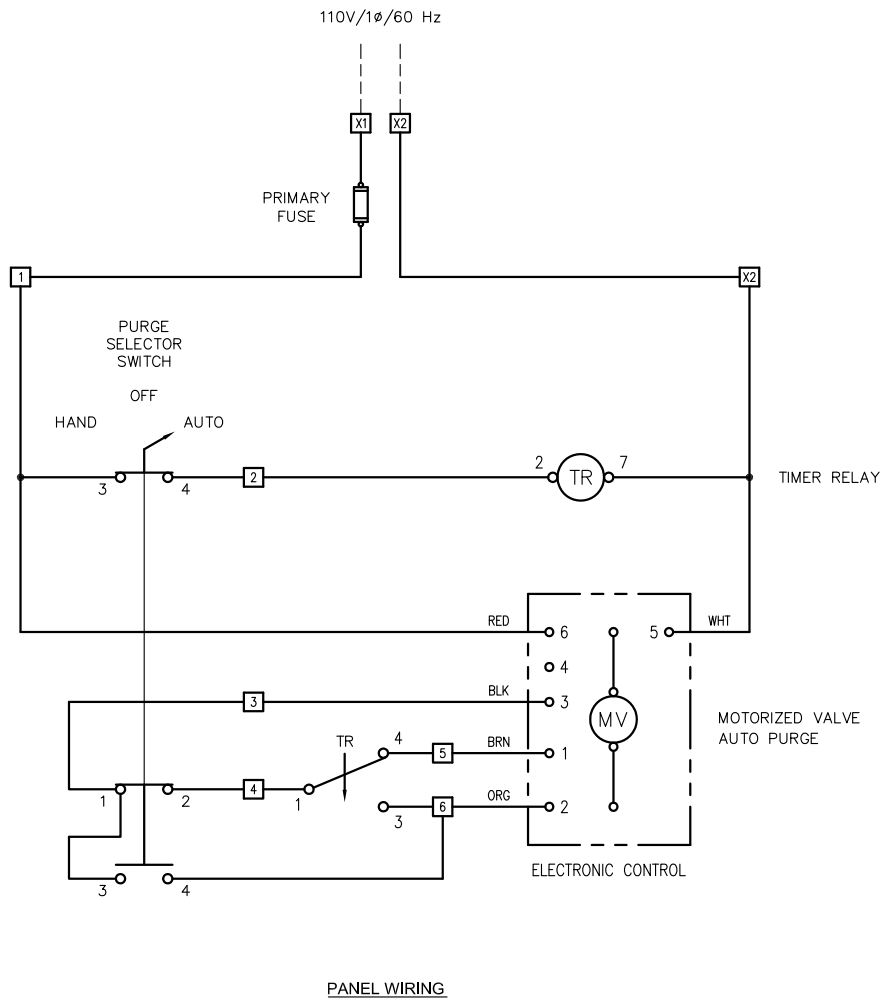 110V/1ø/60 Hz
X1
X2
PRIMARY
FUSE
1
X2
PURGE
SELECTOR
SWITCH
OFF
HAND
AUTO
3
4
2
2
TR
7
TIMER RELAY
RED
6
5
WHT
4
3
BLK
3
MV
MOTORIZED VALVE
AUTO PURGE
TR
4
5
BRN
1
1
2
4
1
3
6
ORG
2
ELECTRONIC CONTROL
3
4
PANEL WIRING